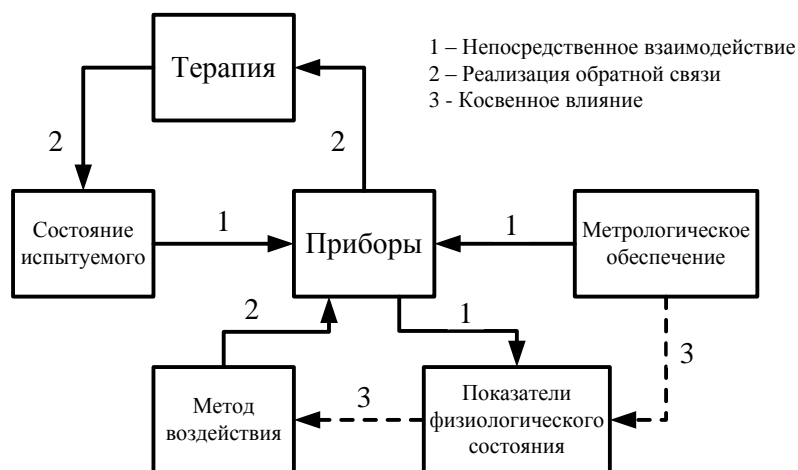 Терапия
1 – Непосредственное взаимодействие
2 – Реализация обратной связи
3 - Косвенное влияние
2
2
Состояние
испытуемого
1
Приборы
1
Метрологическое
обеспечение
2
1
3
Метод
воздействия
3
Показатели
физиологического
состояния